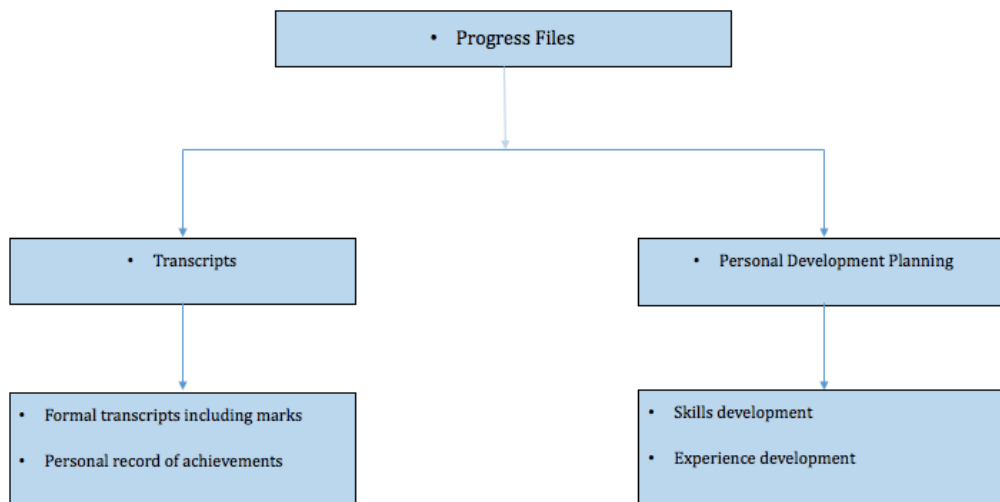 • Progress Files
• Transcripts
• Personal Development Planning
• Formal transcripts including marks
• Personal record of achievements
• Skills development
• Experience development